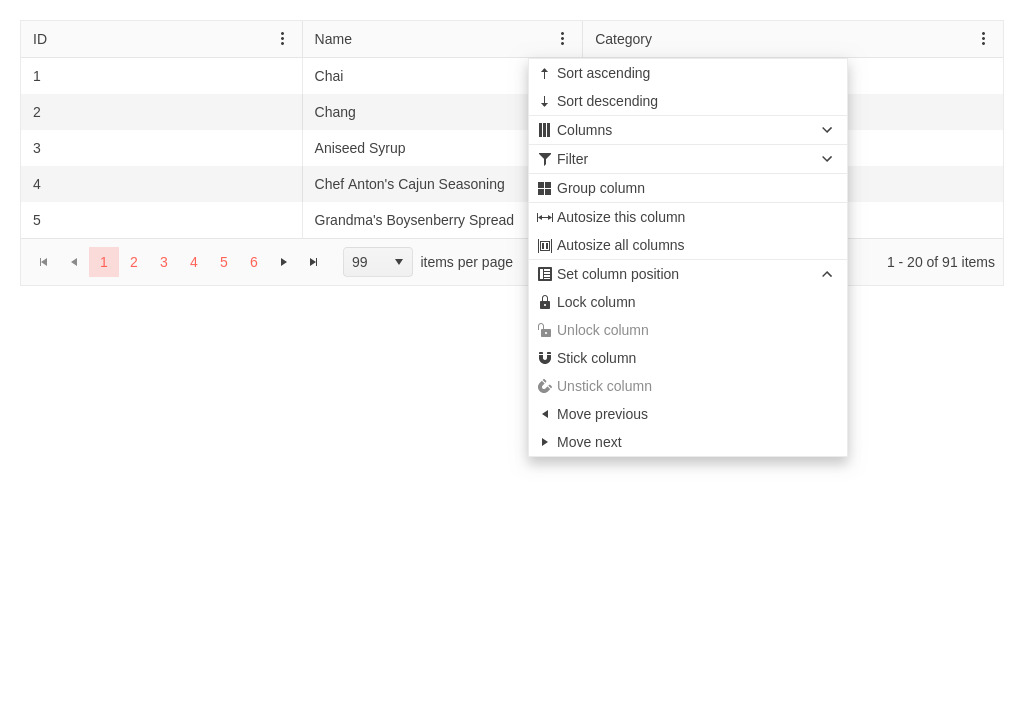 ID Name Category
1 Chai
2 Chang
3 Aniseed Syrup
4 Chef Anton's Cajun Seasoning
5 Grandma's Boysenberry Spread
1 2 3 4 5 6 99 items per page 1 - 20 of 91 items
Sort ascending
Sort descending
Columns
Filter
Group column
Autosize this column
Autosize all columns
Set column position
Lock column
Unlock column
Stick column
Unstick column
Move previous
Move next